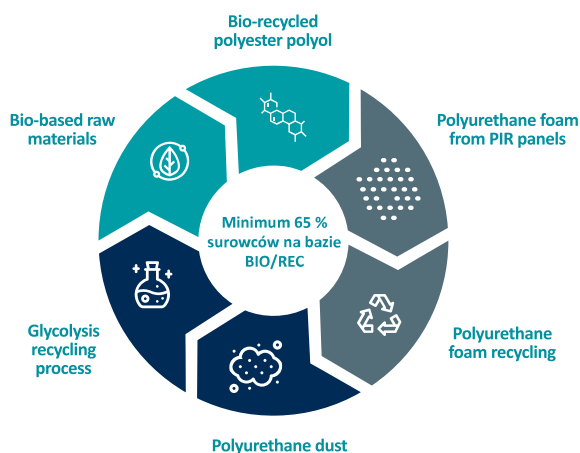 Bio-recycled
polyester polyol
Polyurethane foam
from PIR panels
Polyurethane
foam recycling
Polyurethane dust
Glycolysis
recycling
process
Bio-based raw
materials
Minimum 65 %
surowców na bazie
BIO/REC